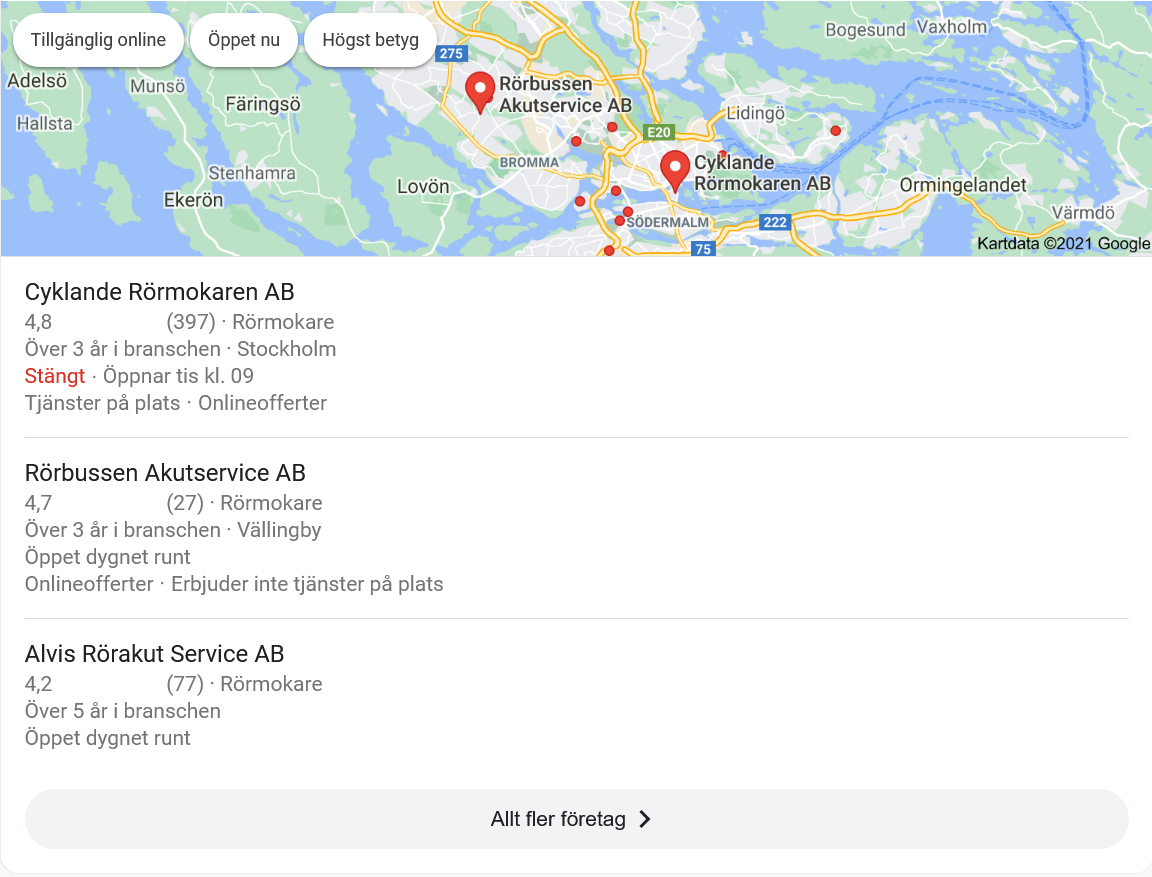 Tillgänglig online
Öppet nu
Högst betyg
275
Bogesund
Vaxholm
Adelsö
Munsö
Färingsö
Hallsta
Rörbussen
Akutservice AB
Lidingö
E20
BROMMA
Stenhamra
Lovön
Ekerön
Cyklande
Rörmokaren AB
Ormingelandet
Värmdö
SÖDERMALM
222
75
Kartdata ©2021 Google
Cyklande Rörmokaren AB
4,8 (397) · Rörmokare
Över 3 år i branschen · Stockholm
Stängt · Öppnar tis kl. 09
Tjänster på plats · Onlineofferter
Rörbussen Akutservice AB
4,7 (27) · Rörmokare
Över 3 år i branschen · Vällingby
Öppet dygnet runt
Onlineofferter · Erbjuder inte tjänster på plats
Alvis Rörakut Service AB
4,2 (77) · Rörmokare
Över 5 år i branschen
Öppet dygnet runt
Allt fler företag